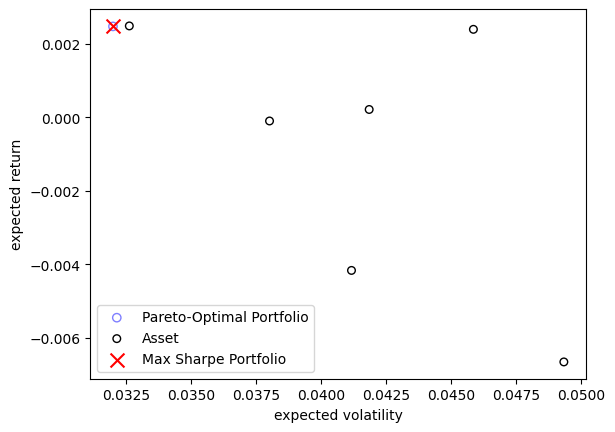 expected return
0.002
0.000
−0.002
−0.004
−0.006
Pareto-Optimal Portfolio
Asset
Max Sharpe Portfolio
0.0325 0.0350 0.0375 0.0400 0.0425 0.0450 0.0475 0.0500
expected volatility